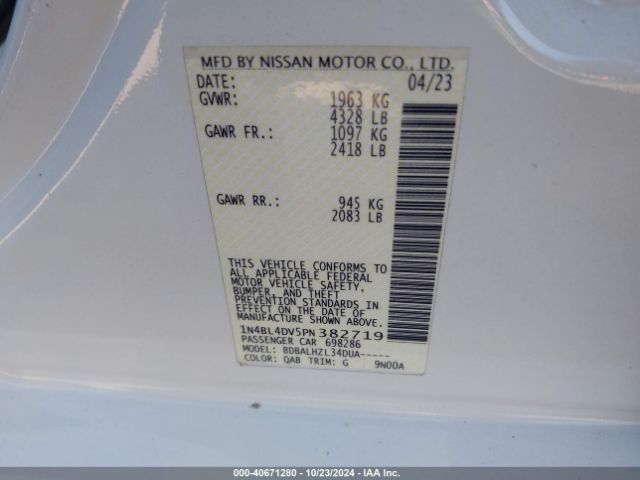 MFD BY NISSAN MOTOR CO., LTD.
DATE: 04/23
GVWR: 1963 KG
4328 LB
GAWR FR.: 1097 KG
2418 LB
GAWR RR.: 945 KG
2083 LB
THIS VEHICLE CONFORMS TO
ALL APPLICABLE FEDERAL
MOTOR VEHICLE SAFETY,
BUMPER, AND THEFT
PREVENTION STANDARDS IN
EFFECT ON THE DATE OF
MANUFACTURE SHOWN ABOVE.
1N4BL4DV5PN382719
PASSENGER CAR 698286
MODEL: BDBALHZL34DUA-----
COLOR: QAB TRIM: G 9N00A
000-40671280 - 10/23/2024 - IAA Inc.